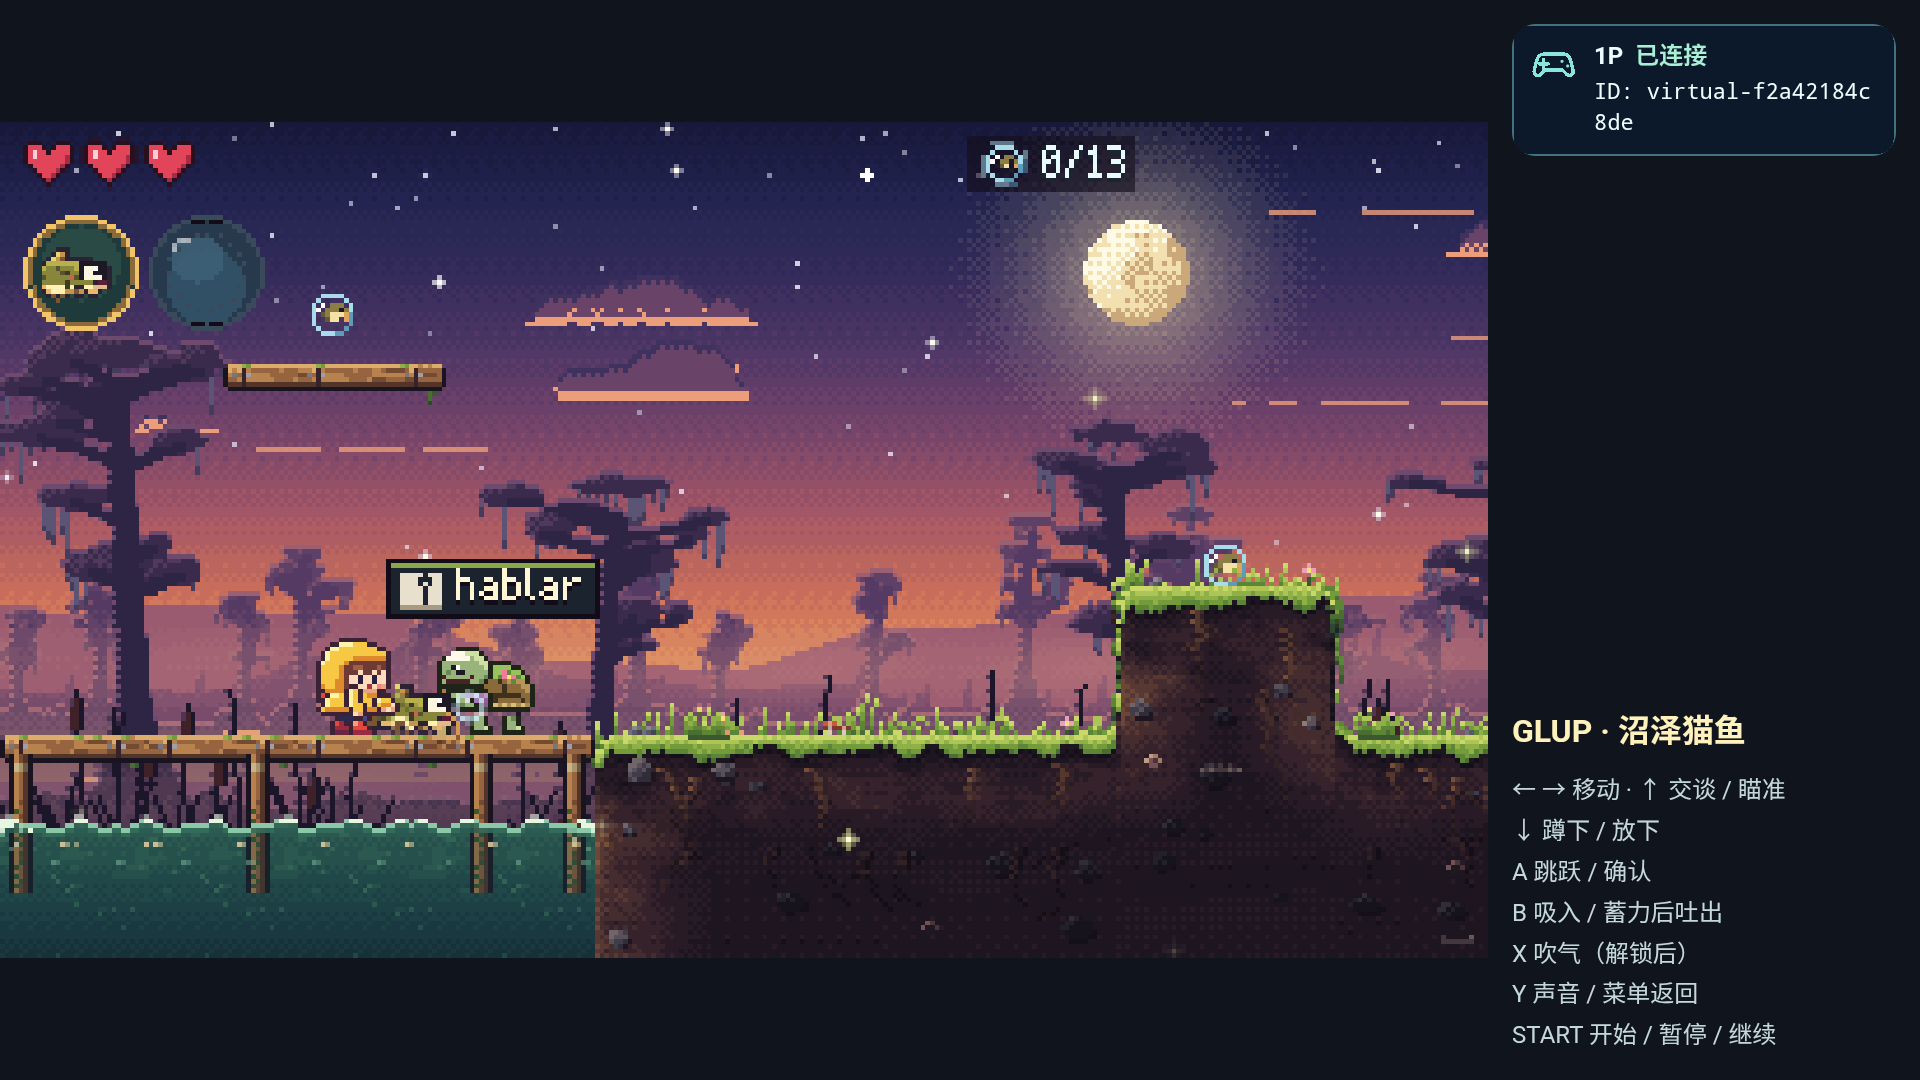 0/13
hablar
1P 已连接
ID: virtual-f2a42184c
8de
GLUP · 沼泽猫鱼
←→ 移动 · ↑ 交谈 / 瞄准
↓ 蹲下 / 放下
A 跳跃 / 确认
B 吸入 / 蓄力后吐出
X 吹气（解锁后）
Y 声音 / 菜单返回
START 开始 / 暂停 / 继续